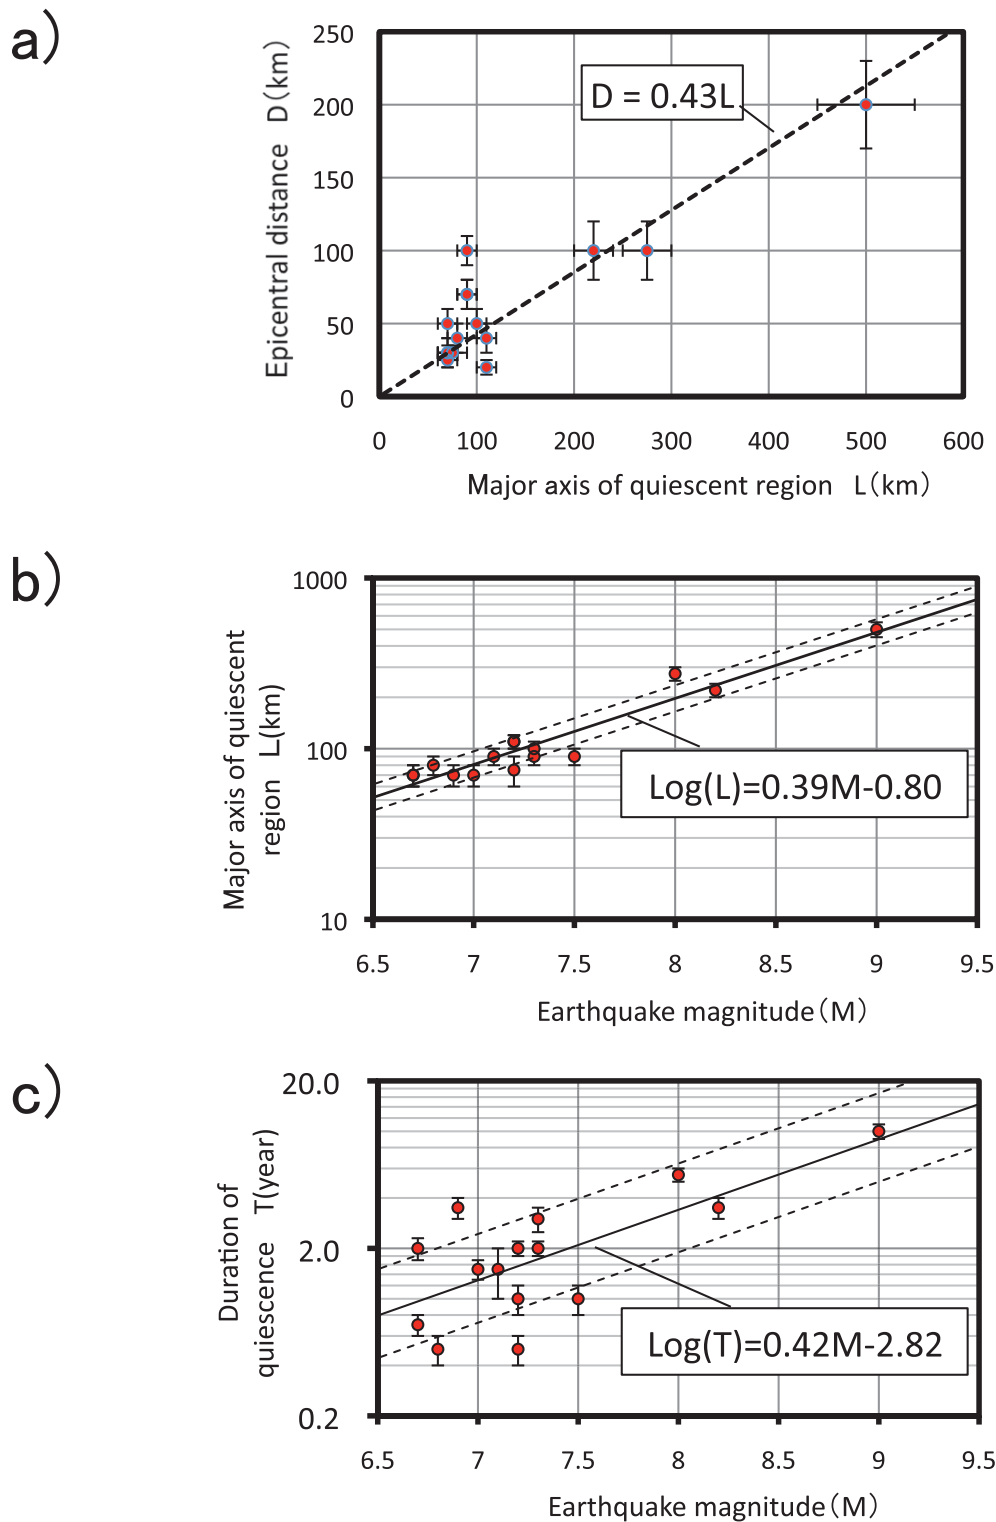 a)
250
200
150
100
50
0
Epicentral distance D(km)
D = 0.43L
0 100 200 300 400 500 600
Major axis of quiescent region L(km)
b)
1000
100
10
Major axis of quiescent
region L(km)
Log(L)=0.39M-0.80
6.5 7 7.5 8 8.5 9 9.5
Earthquake magnitude(M)
c)
20.0
2.0
0.2
Duration of
quiescence T(year)
Log(T)=0.42M-2.82
6.5 7 7.5 8 8.5 9 9.5
Earthquake magnitude(M)